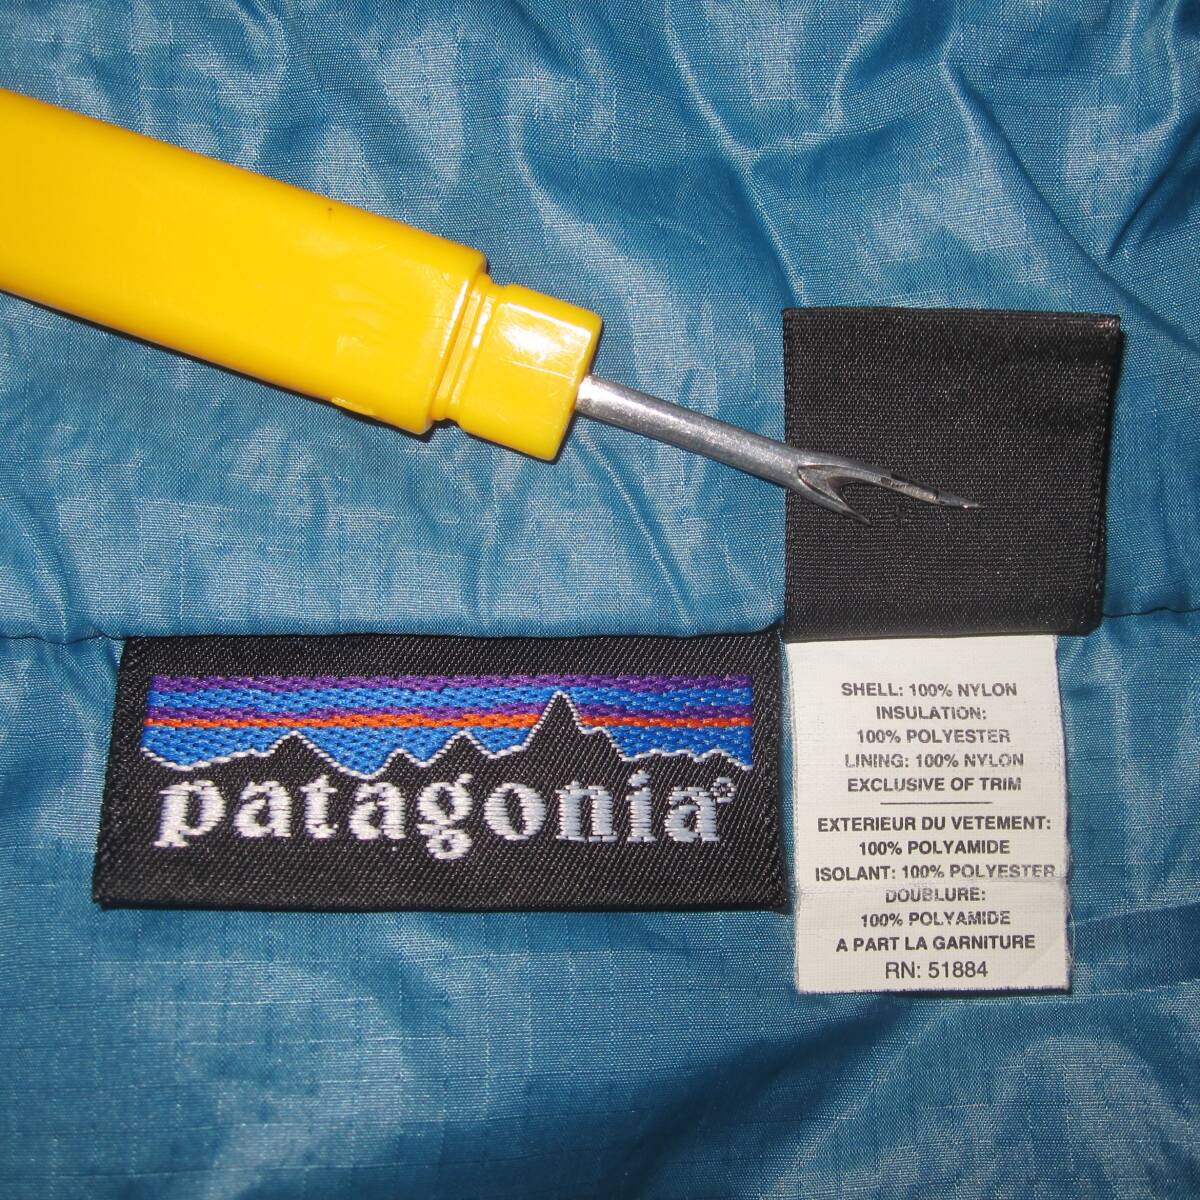 patagonia®
SHELL: 100% NYLON
INSULATION:
100% POLYESTER
LINING: 100% NYLON
EXCLUSIVE OF TRIM
EXTERIEUR DU VETEMENT:
100% POLYAMIDE
ISOLANT: 100% POLYESTER
DOUBLURE:
100% POLYAMIDE
A PART LA GARNITURE
RN: 51884